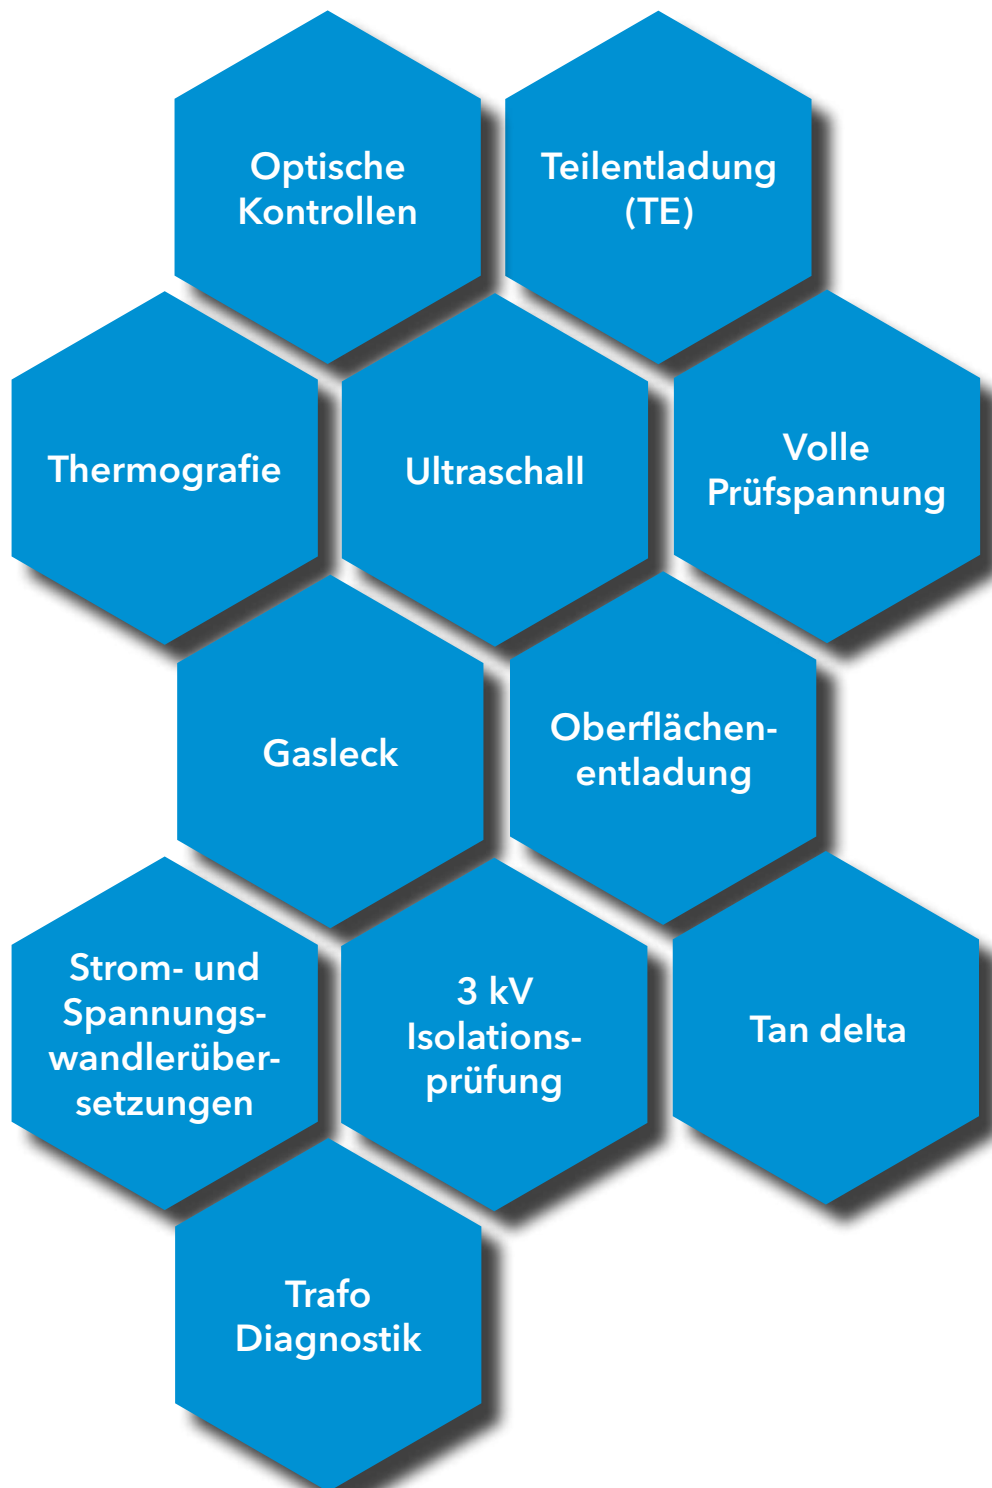 Optische
Kontrollen
Teilentladung
(TE)
Thermografie
Ultraschall
Volle
Prüfspannung
Gasleck
Oberflächen-
entladung
Strom- und
Spannungs-
wandlerüber-
setzungen
3 kV
Isolations-
prüfung
Tan delta
Trafo
Diagnostik